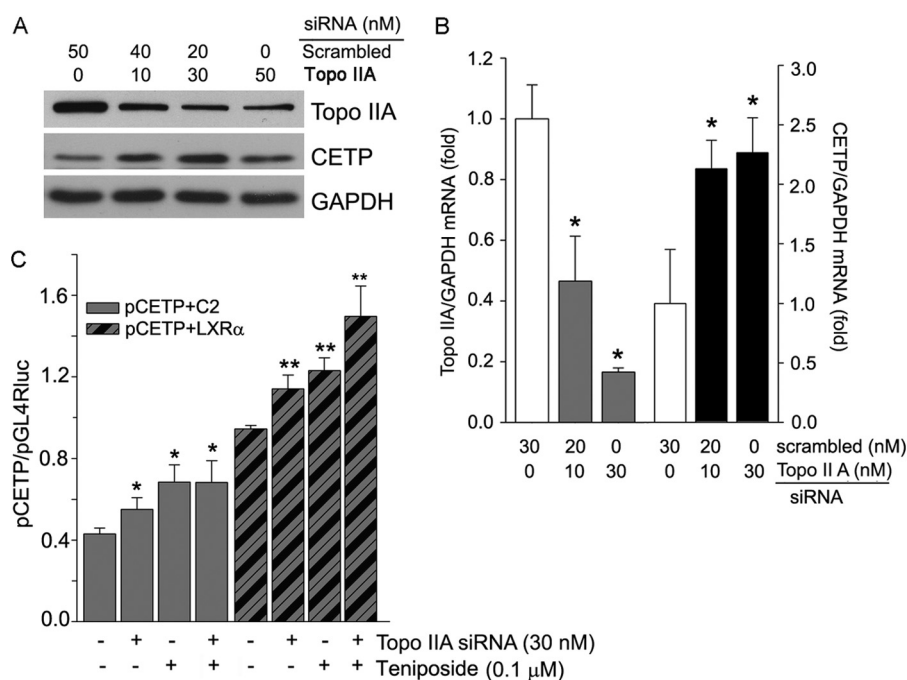 A
siRNA (nM)
50 40 20 0 Scrambled
0 10 30 50 Topo IIA
Topo IIA
CETP
GAPDH
B
Topo IIA/GAPDH mRNA (fold)
1.2
1.0
0.8
0.6
0.4
0.2
0.0
* * * *
3.0
2.5
2.0
1.5
1.0
0.5
0.0
CETP/GAPDH mRNA (fold)
30 20 0 30 20 0 scrambled (nM)
0 10 30 0 10 30 Topo II A (nM)
siRNA
C
pCETP/pGL4Rluc
1.6
1.2
0.8
0.4
0.0
pCETP+C2
pCETP+LXRα
* * * ** ** **
- + - + - + - + Topo IIA siRNA (30 nM)
- - + + - - + + Teniposide (0.1 μM)